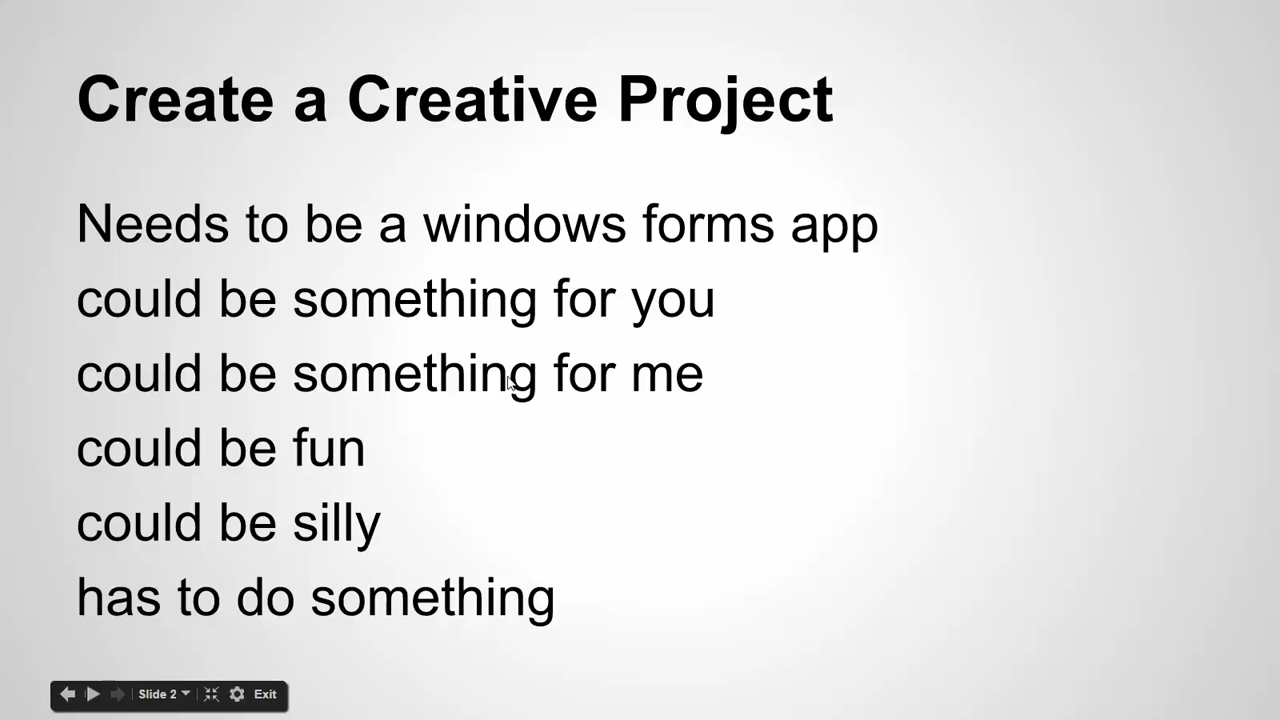 Create a Creative Project
Needs to be a windows forms app
could be something for you
could be something for me
could be fun
could be silly
has to do something
Slide 2
Exit